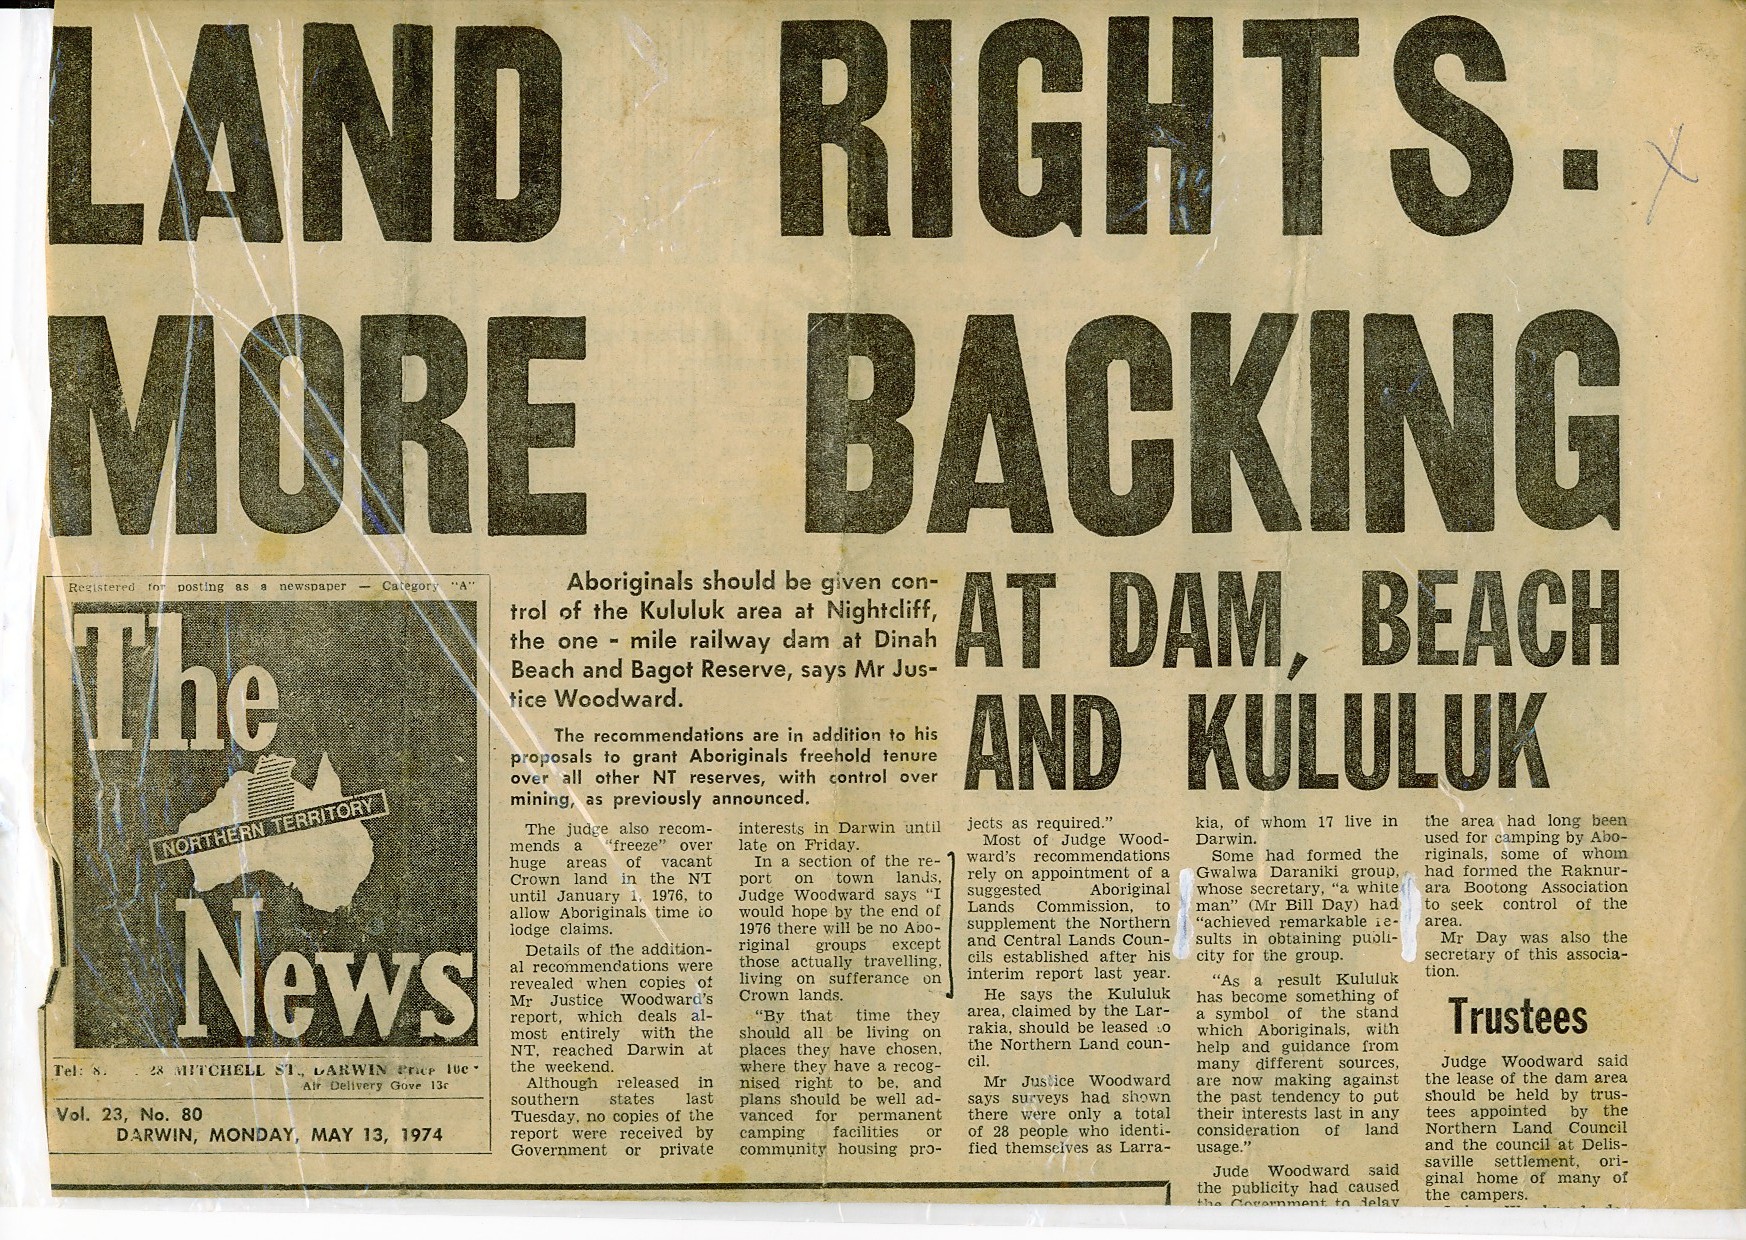 LAND RIGHTS.
MORE BACKING
AT DAM, BEACH
AND KULULUK
Registered for posting as a newspaper — Category "A"
The
NORTHERN TERRITORY
News
Tel: 8. 28 MITCHELL ST., DARWIN Price 10c
Air Delivery Gove 13c
Vol. 23, No. 80
DARWIN, MONDAY, MAY 13, 1974
Aboriginals should be given con-
trol of the Kululuk area at Nightcliff,
the one - mile railway dam at Dinah
Beach and Bagot Reserve, says Mr Jus-
tice Woodward.
The recommendations are in addition to his
proposals to grant Aboriginals freehold tenure
over all other NT reserves, with control over
mining, as previously announced.
The judge also recom-
mends a "freeze" over
huge areas of vacant
Crown land in the NT
until January 1, 1976, to
allow Aboriginals time to
lodge claims.
Details of the addition-
al recommendations were
revealed when copies of
Mr Justice Woodward's
report, which deals al-
most entirely with the
NT, reached Darwin at
the weekend.
Although released in
southern states last
Tuesday, no copies of the
report were received by
Government or private
interests in Darwin until
late on Friday.
In a section of the re-
port on town lands,
Judge Woodward says "I
would hope by the end of
1976 there will be no Abo-
riginal groups except
those actually travelling,
living on sufferance on
Crown lands.
"By that time they
should all be living on
places they have chosen,
where they have a recog-
nised right to be, and
plans should be well ad-
vanced for permanent
camping facilities or
community housing pro-
jects as required."
Most of Judge Wood-
ward's recommendations
rely on appointment of a
suggested Aboriginal
Lands Commission, to
supplement the Northern
and Central Lands Coun-
cils established after his
interim report last year.
He says the Kululuk
area, claimed by the Lar-
rakia, should be leased to
the Northern Land coun-
cil.
Mr Justice Woodward
says surveys had shown
there were only a total
of 28 people who identi-
fied themselves as Larra-
kia, of whom 17 live in
Darwin.
Some had formed the
Gwalwa Daraniki group,
whose secretary, "a white
man" (Mr Bill Day) had
"achieved remarkable re-
sults in obtaining publi-
city for the group.
"As a result Kululuk
has become something of
a symbol of the stand
which Aboriginals, with
help and guidance from
many different sources,
are now making against
the past tendency to put
their interests last in any
consideration of land
usage."
Jude Woodward said
the publicity had caused
the Government to delay
the area had long been
used for camping by Abo-
riginals, some of whom
had formed the Raknur-
ara Bootong Association
to seek control of the
area.
Mr Day was also the
secretary of this associa-
tion.
Trustees
Judge Woodward said
the lease of the dam area
should be held by trus-
tees appointed by the
Northern Land Council
and the council at Delis-
saville settlement, ori-
ginal home of many of
the campers.